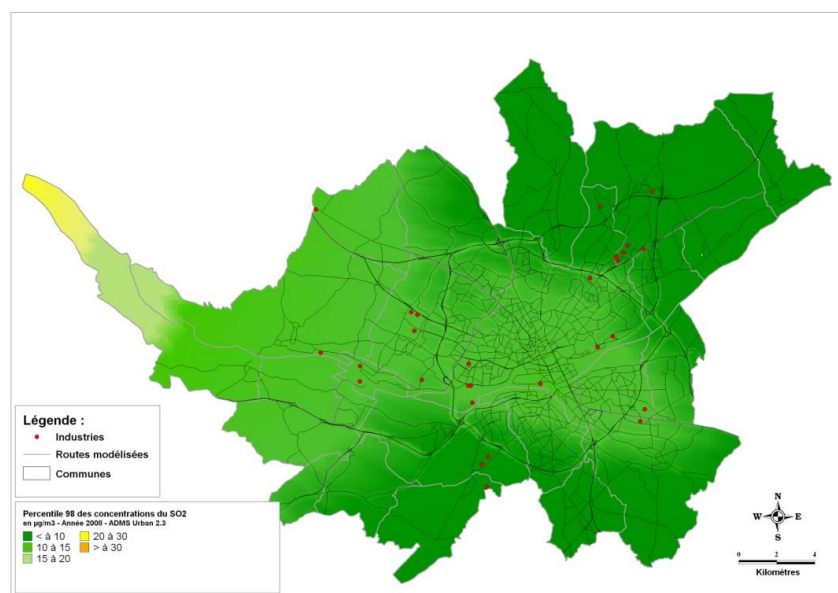 Légende :
Industries
Routes modélisées
Communes
Percentile 98 des concentrations du SO2
en µg/m3 - Année 2008 - ADMS Urban 2.3
< à 10
20 à 30
10 à 15
> à 30
15 à 20
N
W E
S
0 2 4
Kilomètres